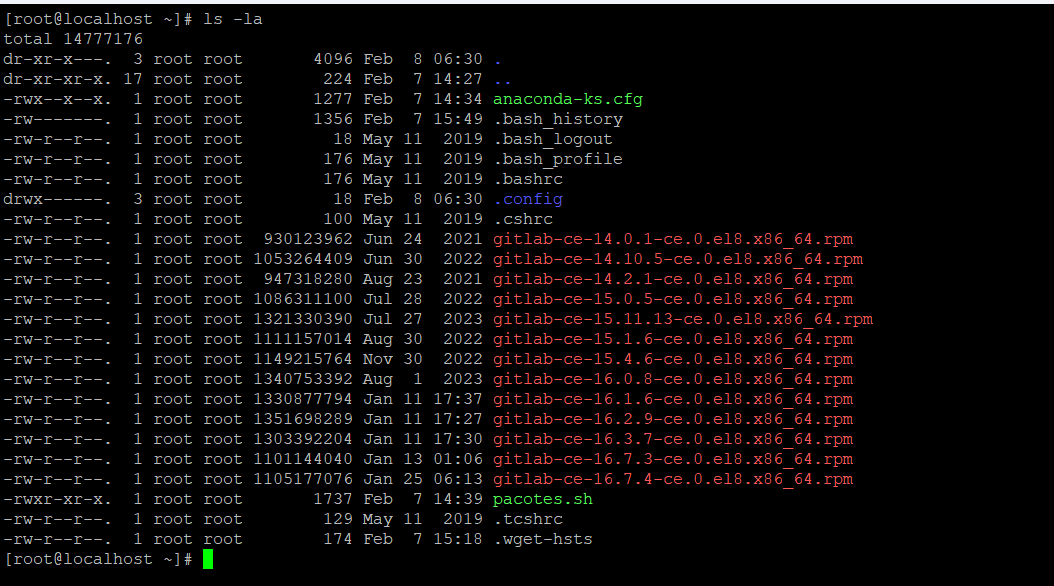 [root@localhost ~]# ls -la
total 14777176
dr-xr-x---.  3 root root       4096 Feb  8 06:30 .
dr-xr-xr-x. 17 root root        224 Feb  7 14:27 ..
-rwx--x--x.  1 root root       1277 Feb  7 14:34 anaconda-ks.cfg
-rw-------.  1 root root       1356 Feb  7 15:49 .bash_history
-rw-r--r--.  1 root root         18 May 11  2019 .bash_logout
-rw-r--r--.  1 root root        176 May 11  2019 .bash_profile
-rw-r--r--.  1 root root        176 May 11  2019 .bashrc
drwx------.  3 root root         18 Feb  8 06:30 .config
-rw-r--r--.  1 root root        100 May 11  2019 .cshrc
-rw-r--r--.  1 root root  930123962 Jun 24  2021 gitlab-ce-14.0.1-ce.0.el8.x86_64.rpm
-rw-r--r--.  1 root root 1053264409 Jun 30  2022 gitlab-ce-14.10.5-ce.0.el8.x86_64.rpm
-rw-r--r--.  1 root root  947318280 Aug 23  2021 gitlab-ce-14.2.1-ce.0.el8.x86_64.rpm
-rw-r--r--.  1 root root 1086311100 Jul 28  2022 gitlab-ce-15.0.5-ce.0.el8.x86_64.rpm
-rw-r--r--.  1 root root 1321330390 Jul 27  2023 gitlab-ce-15.11.13-ce.0.el8.x86_64.rpm
-rw-r--r--.  1 root root 1111157014 Aug 30  2022 gitlab-ce-15.1.6-ce.0.el8.x86_64.rpm
-rw-r--r--.  1 root root 1149215764 Nov 30  2022 gitlab-ce-15.4.6-ce.0.el8.x86_64.rpm
-rw-r--r--.  1 root root 1340753392 Aug  1  2023 gitlab-ce-16.0.8-ce.0.el8.x86_64.rpm
-rw-r--r--.  1 root root 1330877794 Jan 11 17:37 gitlab-ce-16.1.6-ce.0.el8.x86_64.rpm
-rw-r--r--.  1 root root 1351698289 Jan 11 17:27 gitlab-ce-16.2.9-ce.0.el8.x86_64.rpm
-rw-r--r--.  1 root root 1303392204 Jan 11 17:30 gitlab-ce-16.3.7-ce.0.el8.x86_64.rpm
-rw-r--r--.  1 root root 1101144040 Jan 13 01:06 gitlab-ce-16.7.3-ce.0.el8.x86_64.rpm
-rw-r--r--.  1 root root 1105177076 Jan 25 06:13 gitlab-ce-16.7.4-ce.0.el8.x86_64.rpm
-rwxr-xr-x.  1 root root       1737 Feb  7 14:39 pacotes.sh
-rw-r--r--.  1 root root        129 May 11  2019 .tcshrc
-rw-r--r--.  1 root root        174 Feb  7 15:18 .wget-hsts
[root@localhost ~]#